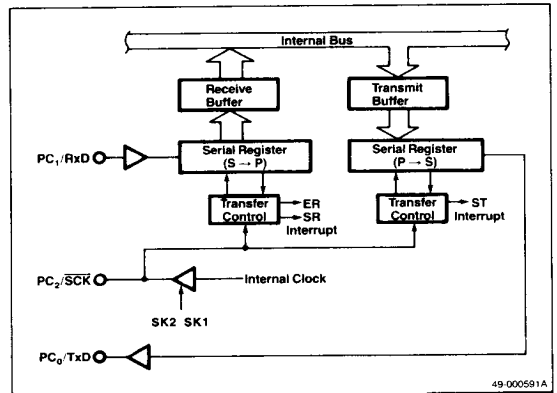 Internal Bus
Receive
Buffer
Transmit
Buffer
PC₁/RxD
Serial Register
(S → P)
Serial Register
(P → S)
Transfer
Control
ER
SR
Interrupt
Transfer
Control
ST
Interrupt
PC₂/S̅C̅K̅
Internal Clock
SK2 SK1
PC₀/TxD
49-000591A